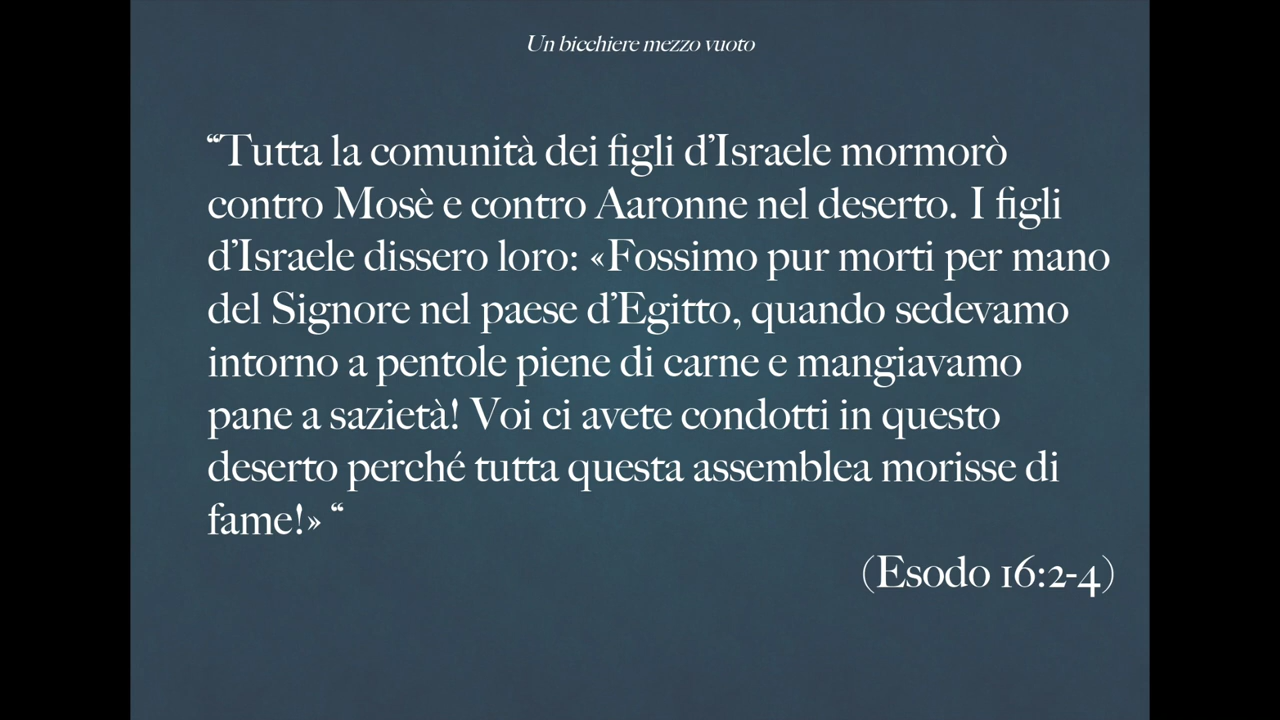 Un bicchiere mezzo vuoto
“Tutta la comunità dei figli d’Israele mormorò
contro Mosè e contro Aaronne nel deserto. I figli
d’Israele dissero loro: «Fossimo pur morti per mano
del Signore nel paese d’Egitto, quando sedevamo
intorno a pentole piene di carne e mangiavamo
pane a sazietà! Voi ci avete condotti in questo
deserto perché tutta questa assemblea morisse di
fame!» “
(Esodo 16:2-4)